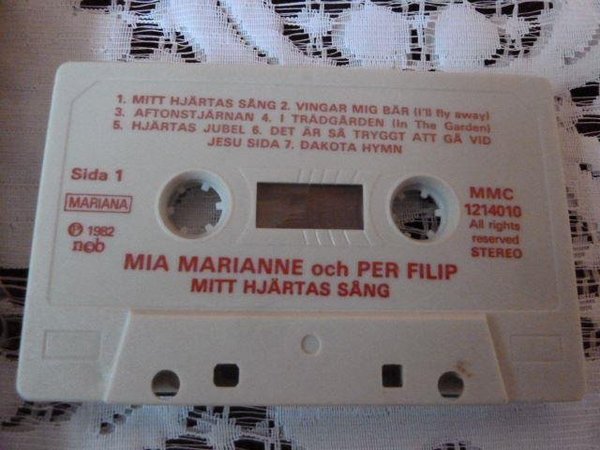 1. MITT HJÄRTAS SÅNG 2. VINGAR MIG BÄR (I'll fly away)
3. AFTONSTJÄRNAN 4. I TRÄDGÅRDEN (In The Garden)
5. HJÄRTAS JUBEL 6. DET ÄR SÅ TRYGGT ATT GÅ VID
JESU SIDA 7. DAKOTA HYMN
Sida 1
MARIANA
Ⓟ 1982
ncb
MMC
1214010
All rights
reserved
STEREO
MIA MARIANNE och PER FILIP
MITT HJÄRTAS SÅNG